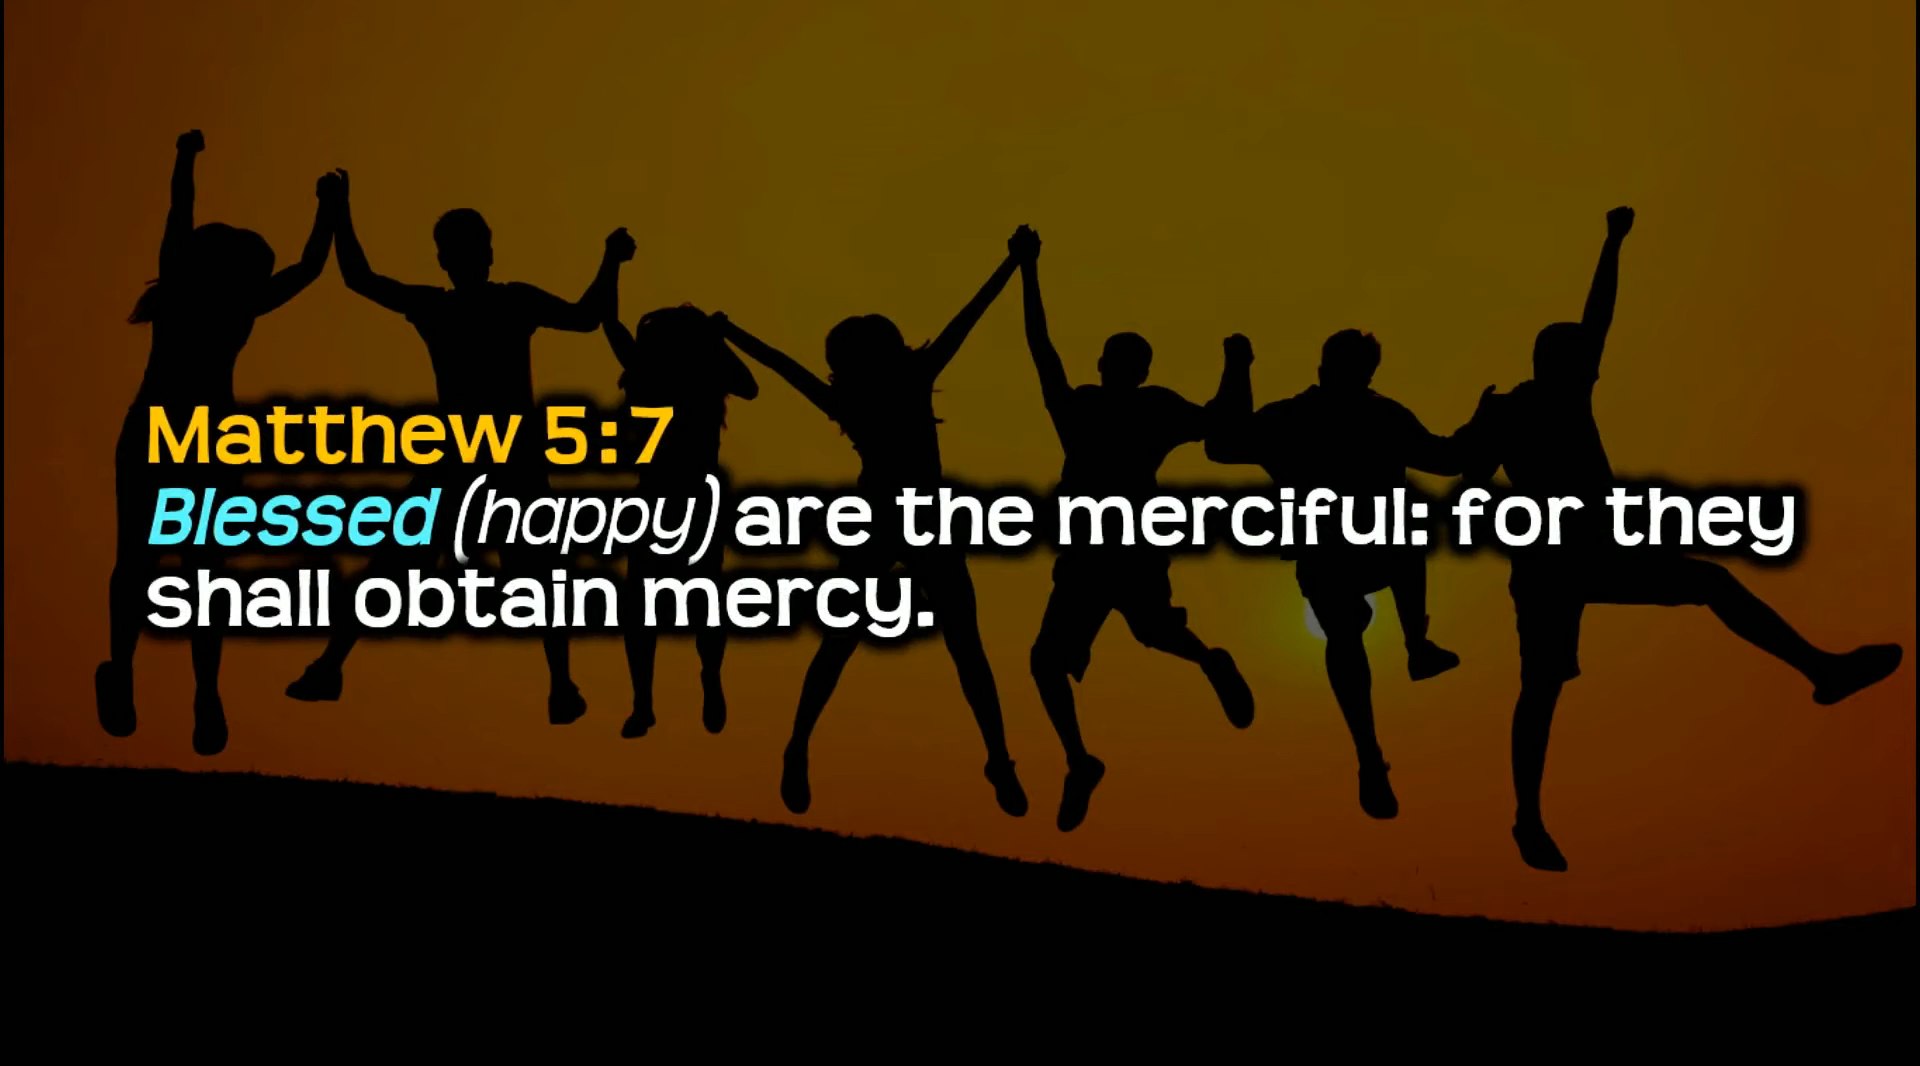 Matthew 5:7
Blessed (happy) are the merciful: for they
shall obtain mercy.